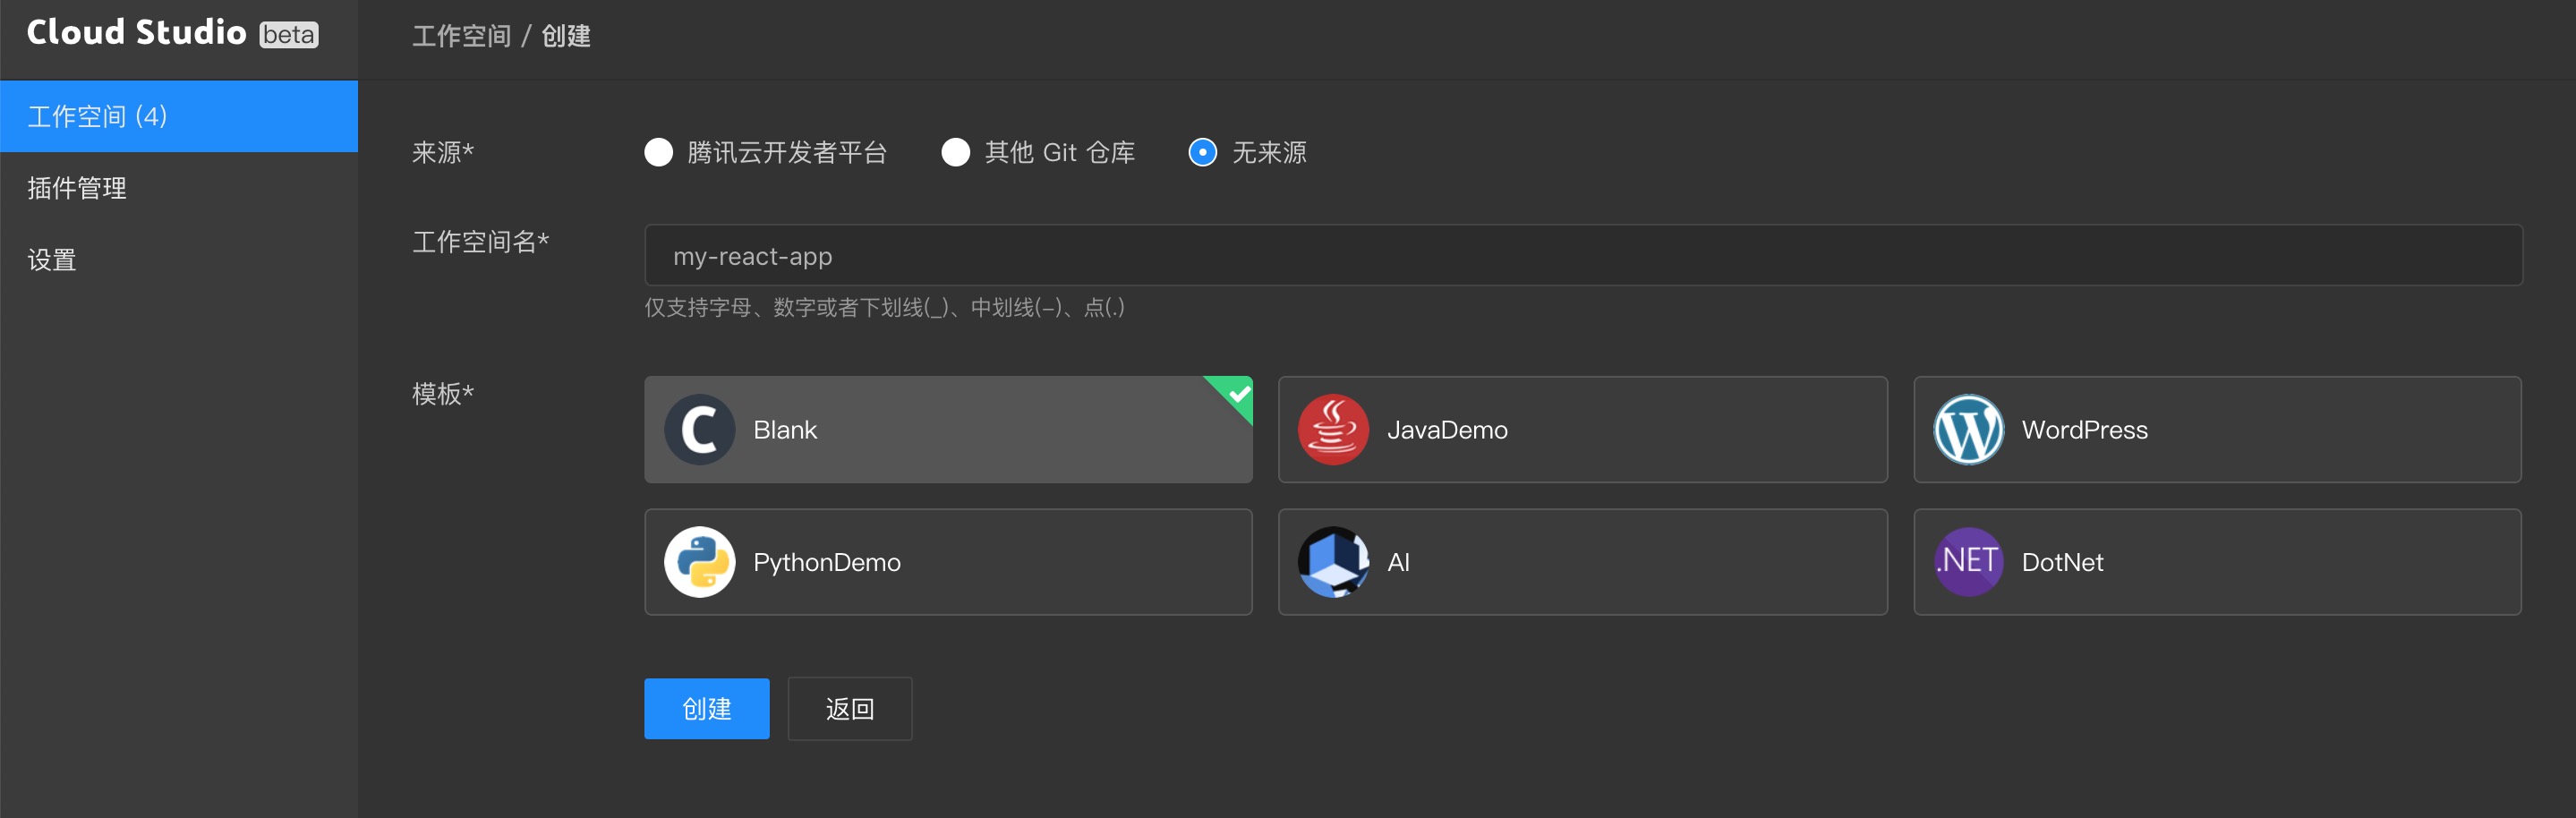 Cloud Studio beta
工作空间 / 创建
工作空间 (4)
插件管理
设置
来源*
腾讯云开发者平台
其他 Git 仓库
无来源
工作空间名*
my-react-app
仅支持字母、数字或者下划线(_)、中划线(-)、点(.)
模板*
C Blank
JavaDemo
W WordPress
PythonDemo
AI
.NET DotNet
创建
返回